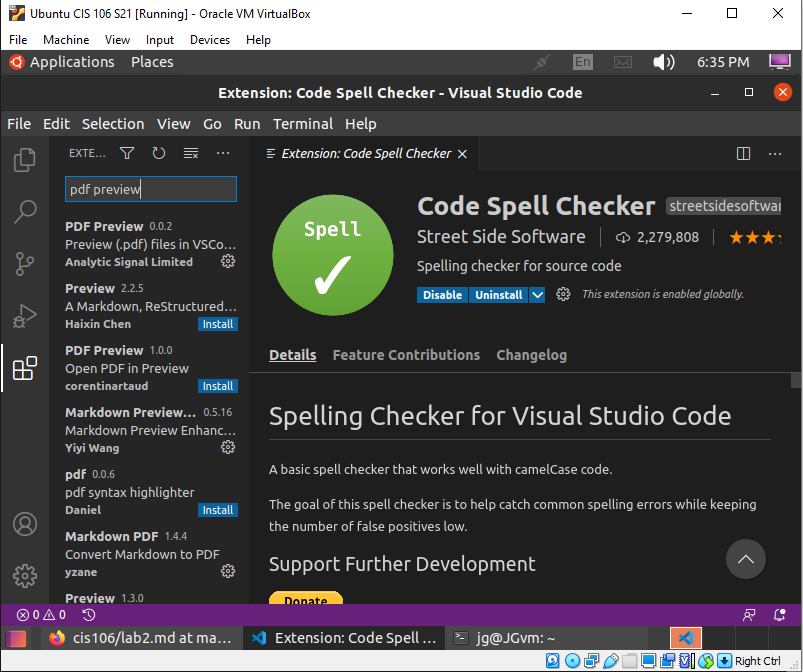 Ubuntu CIS 106 S21 [Running] - Oracle VM VirtualBox
File Machine View Input Devices Help
Applications Places
En
6:35 PM
Extension: Code Spell Checker - Visual Studio Code
File Edit Selection View Go Run Terminal Help
EXTE...
Extension: Code Spell Checker
pdf preview
PDF Preview 0.0.2
Preview (.pdf) files in VSCo...
Analytic Signal Limited
Preview 2.2.5
A Markdown, ReStructured...
Haixin Chen Install
PDF Preview 1.0.0
Open PDF in Preview
corentinartaud Install
Markdown Preview... 0.5.16
Markdown Preview Enhanc...
Yiyi Wang
pdf 0.0.6
pdf syntax highlighter
Daniel Install
Markdown PDF 1.4.4
Convert Markdown to PDF
yzane
Preview 1.3.0
Spell
Code Spell Checker streetsidesoftwar
Street Side Software 2,279,808
Spelling checker for source code
Disable Uninstall This extension is enabled globally.
Details Feature Contributions Changelog
Spelling Checker for Visual Studio Code
A basic spell checker that works well with camelCase code.
The goal of this spell checker is to help catch common spelling errors while keeping
the number of false positives low.
Support Further Development
Donate
0 0
cis106/lab2.md at ma...
Extension: Code Spell ...
jg@JGvm: ~
Right Ctrl